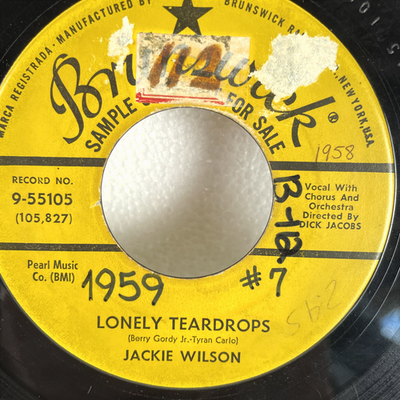 MARCA REGISTRADA - MANUFACTURED BY
BRUNSWICK
NEW YORK, U.S.A.
Brunswick®
SAMPLE
FOR SALE
112
1958
RECORD NO.
9-55105
(105,827)
Vocal With
Chorus And
Orchestra
Directed By
DICK JACOBS
B-12
#7
Pearl Music
Co. (BMI)
1959
LONELY TEARDROPS
(Berry Gordy Jr.-Tyran Carlo)
JACKIE WILSON